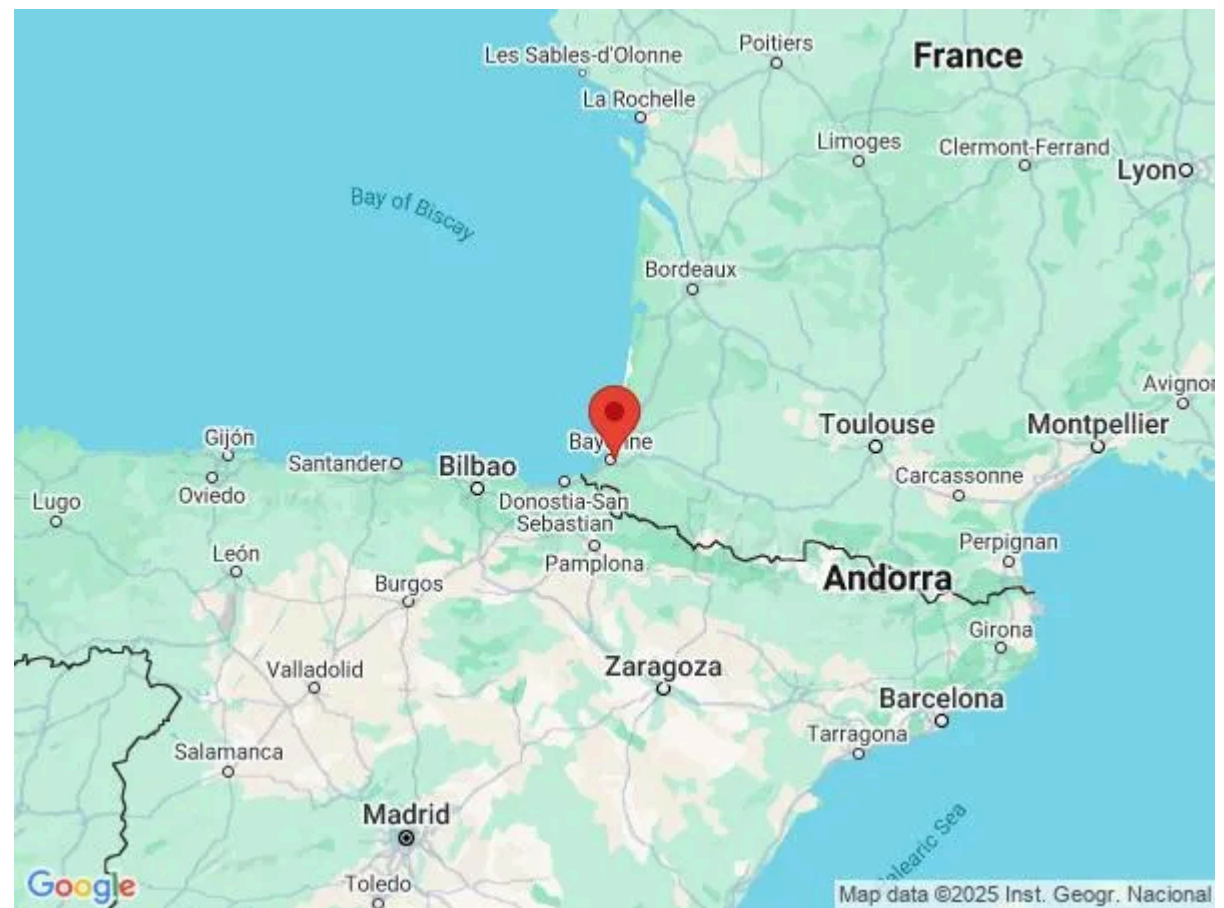 Les Sables-d'Olonne
Poitiers
France
La Rochelle
Limoges
Clermont-Ferrand
Lyon
Bay of Biscay
Bordeaux
Avignon
Toulouse
Montpellier
Gijón
Santander
Bilbao
Carcassonne
Oviedo
Lugo
Donostia-San
Sebastian
León
Pamplona
Perpignan
Andorra
Burgos
Girona
Valladolid
Zaragoza
Barcelona
Tarragona
Salamanca
Madrid
Sea
Toledo
Google
Map data ©2025 Inst. Geogr. Nacional